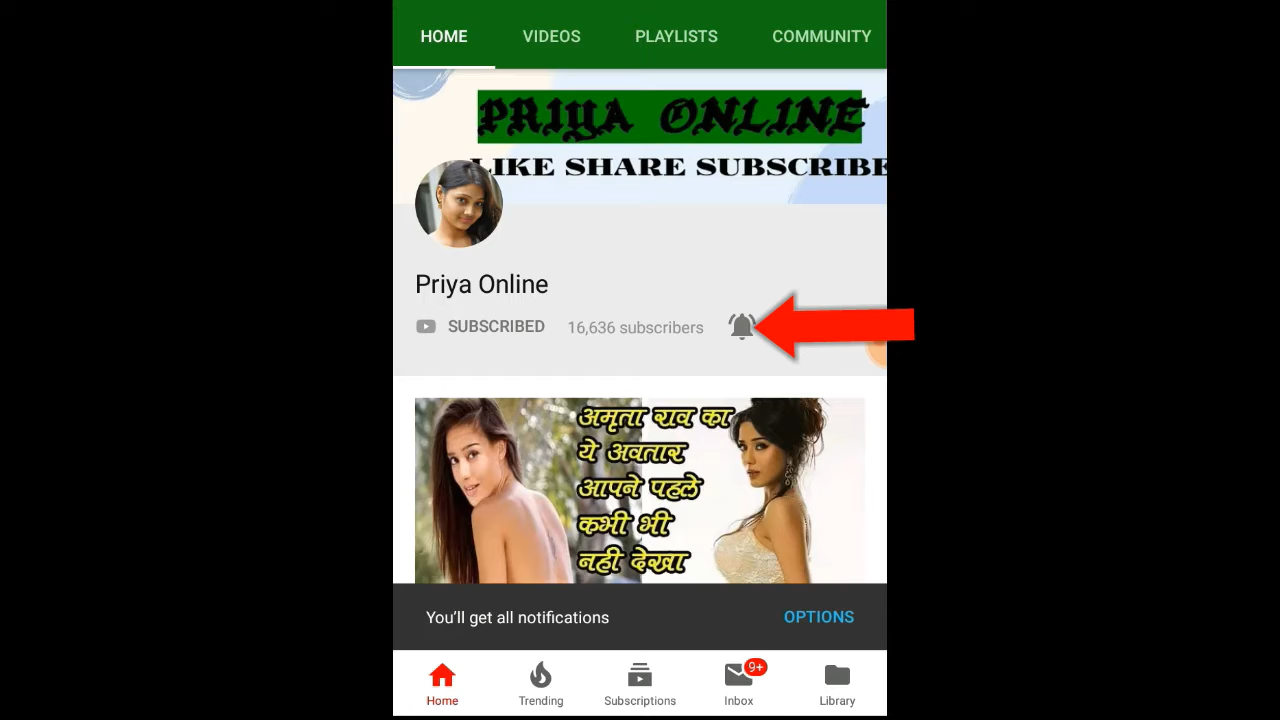 HOME VIDEOS PLAYLISTS COMMUNITY
PRIYA ONLINE
LIKE SHARE SUBSCRIBE
Priya Online
SUBSCRIBED 16,636 subscribers
अमृता राव का
ये अवतार
आपने पहले
कभी भी
नही देखा
You'll get all notifications OPTIONS
9+
Home Trending Subscriptions Inbox Library